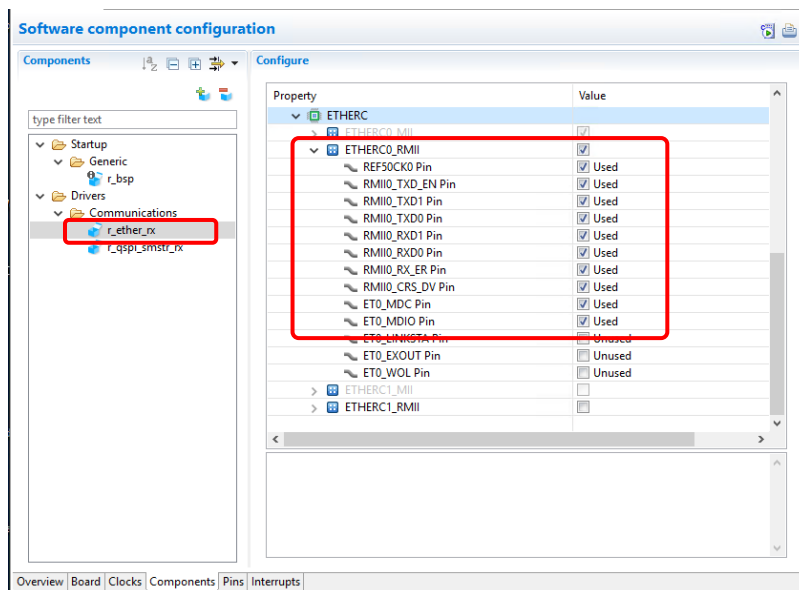 Software component configuration
Components
Configure
type filter text
Startup
Generic
r_bsp
Drivers
Communications
r_ether_rx
r_qspi_smstr_rx
Property Value
ETHERC
ETHERC0_MII
ETHERC0_RMII
REF50CK0 Pin Used
RMII0_TXD_EN Pin Used
RMII0_TXD1 Pin Used
RMII0_TXD0 Pin Used
RMII0_RXD1 Pin Used
RMII0_RXD0 Pin Used
RMII0_RX_ER Pin Used
RMII0_CRS_DV Pin Used
ET0_MDC Pin Used
ET0_MDIO Pin Used
ET0_LINKSTA Pin Unused
ET0_EXOUT Pin Unused
ET0_WOL Pin Unused
ETHERC1_MII
ETHERC1_RMII
Overview Board Clocks Components Pins Interrupts